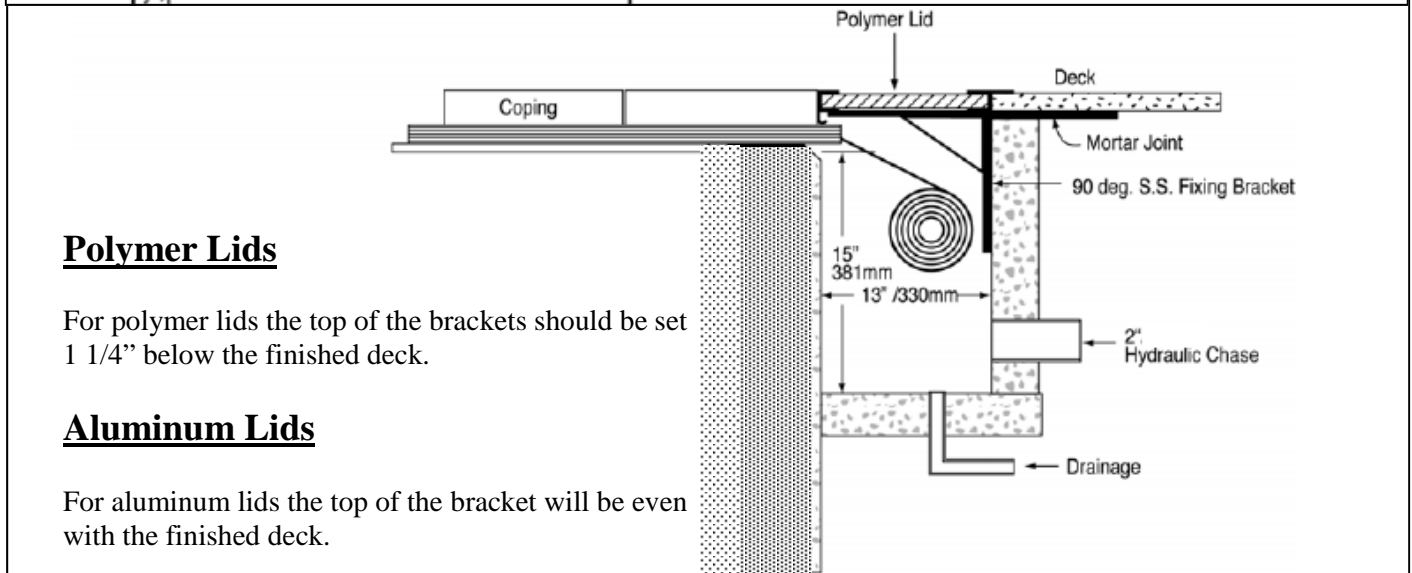 Polymer Lid
Deck
Coping
Mortar Joint
90 deg. S.S. Fixing Bracket
Polymer Lids
15"
381mm
13" /330mm
For polymer lids the top of the brackets should be set
1 1/4” below the finished deck.
2"
Hydraulic Chase
Aluminum Lids
Drainage
For aluminum lids the top of the bracket will be even
with the finished deck.